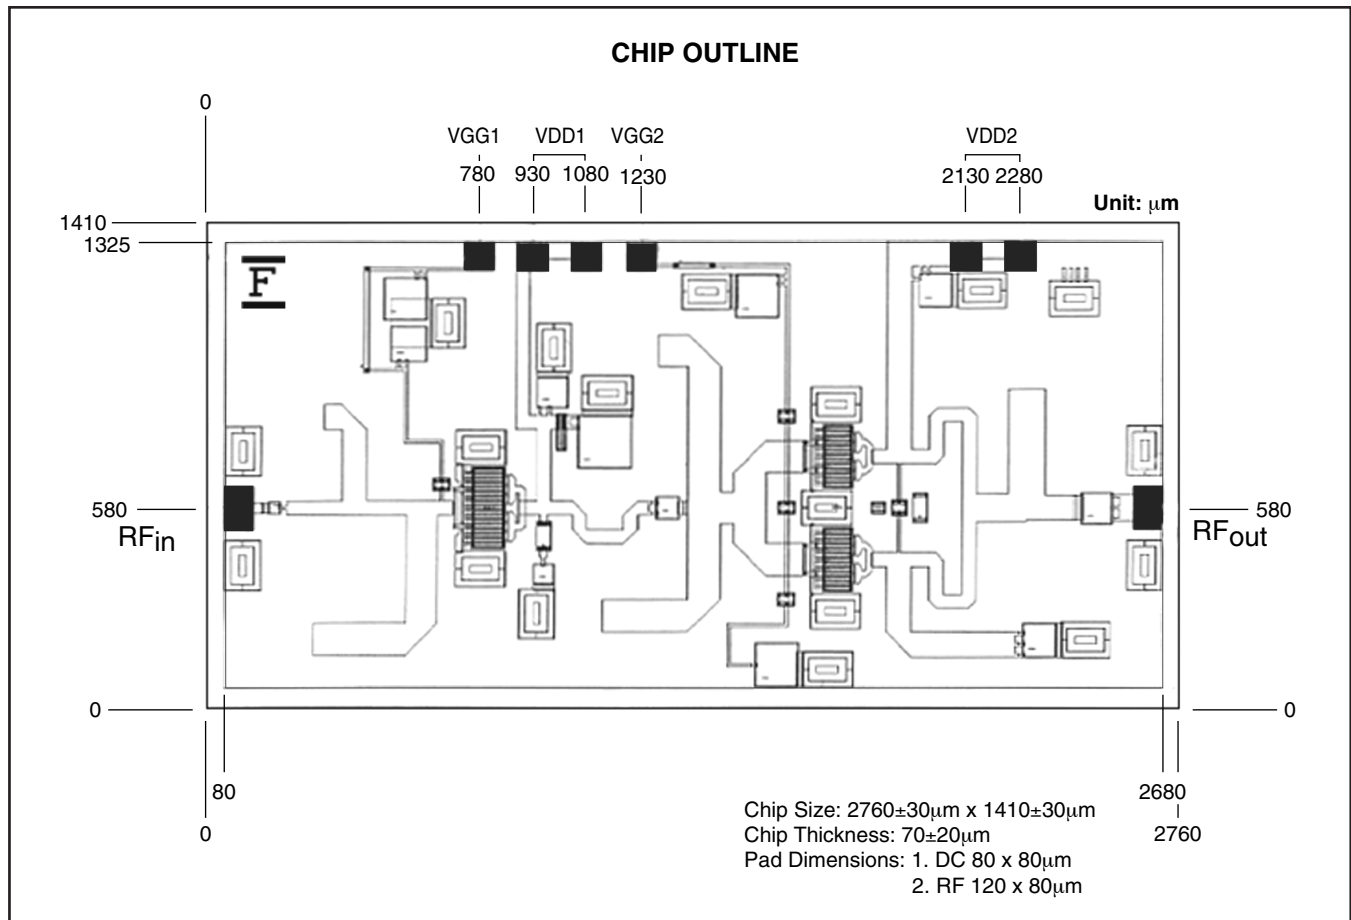 CHIP OUTLINE
0
VGG1 VDD1 VGG2 VDD2
780 930 1080 1230 2130 2280
Unit: μm
1410
1325
F
580 580
RFin RFout
0 0
80 2680
0 2760
Chip Size: 2760±30μm x 1410±30μm
Chip Thickness: 70±20μm
Pad Dimensions: 1. DC 80 x 80μm
2. RF 120 x 80μm